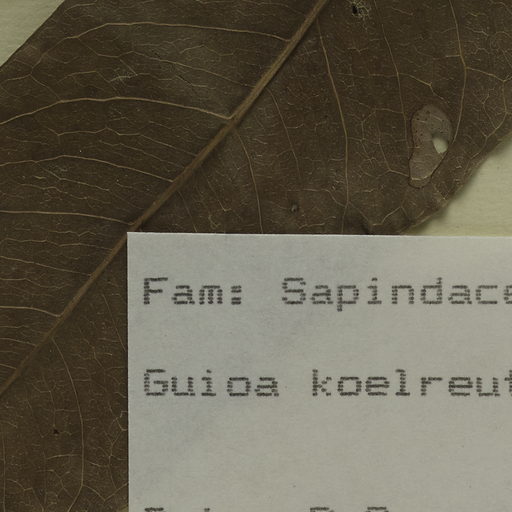 Fam: Sapindace
Guioa koelreut